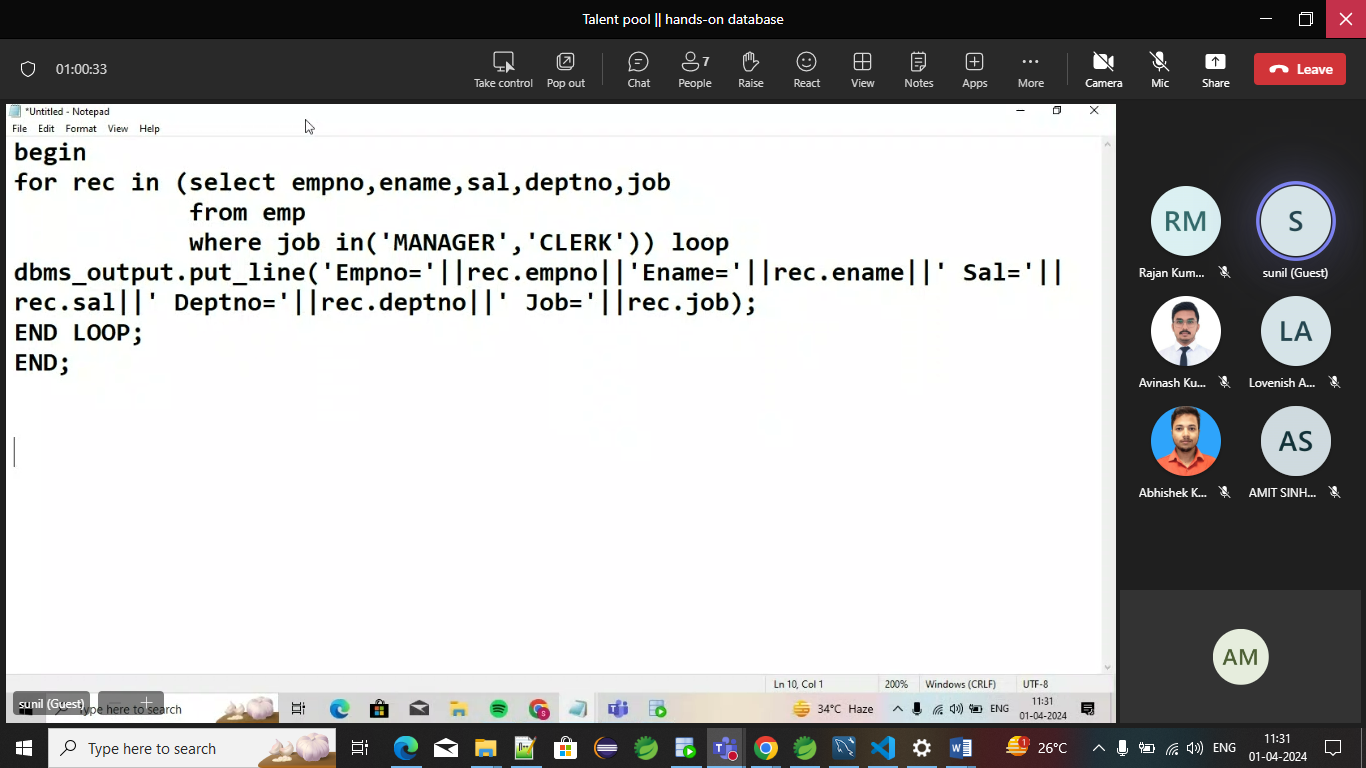 Talent pool || hands-on database
01:00:33
Take control
Pop out
Chat
People
7
Raise
React
View
Notes
Apps
More
Camera
Mic
Share
Leave
*Untitled - Notepad
File Edit Format View Help
begin
for rec in (select empno,ename,sal,deptno,job
from emp
where job in('MANAGER','CLERK')) loop
dbms_output.put_line('Empno='||rec.empno||'Ename='||rec.ename||' Sal='||
rec.sal||' Deptno='||rec.deptno||' Job='||rec.job);
END LOOP;
END;
RM
Rajan Kum...
S
sunil (Guest)
Avinash Ku...
LA
Lovenish A...
Abhishek K...
AS
AMIT SINH...
AM
Ln 10, Col 1
200%
Windows (CRLF)
UTF-8
sunil (Guest)
Type here to search
34°C Haze
ENG
11:31
01-04-2024
Type here to search
26°C
ENG
11:31
01-04-2024